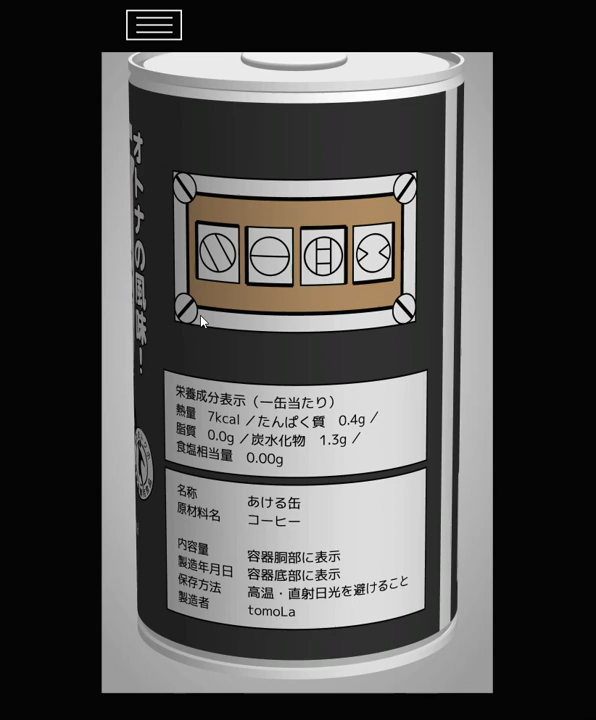 オトナの風味！
栄養成分表示（一缶当たり）
熱量　7kcal ／たんぱく質　0.4g ／
脂質　0.0g ／炭水化物　1.3g ／
食塩相当量　0.00g
名称　あける缶
原材料名　コーヒー
内容量　容器胴部に表示
製造年月日　容器底部に表示
保存方法　高温・直射日光を避けること
製造者　tomoLa